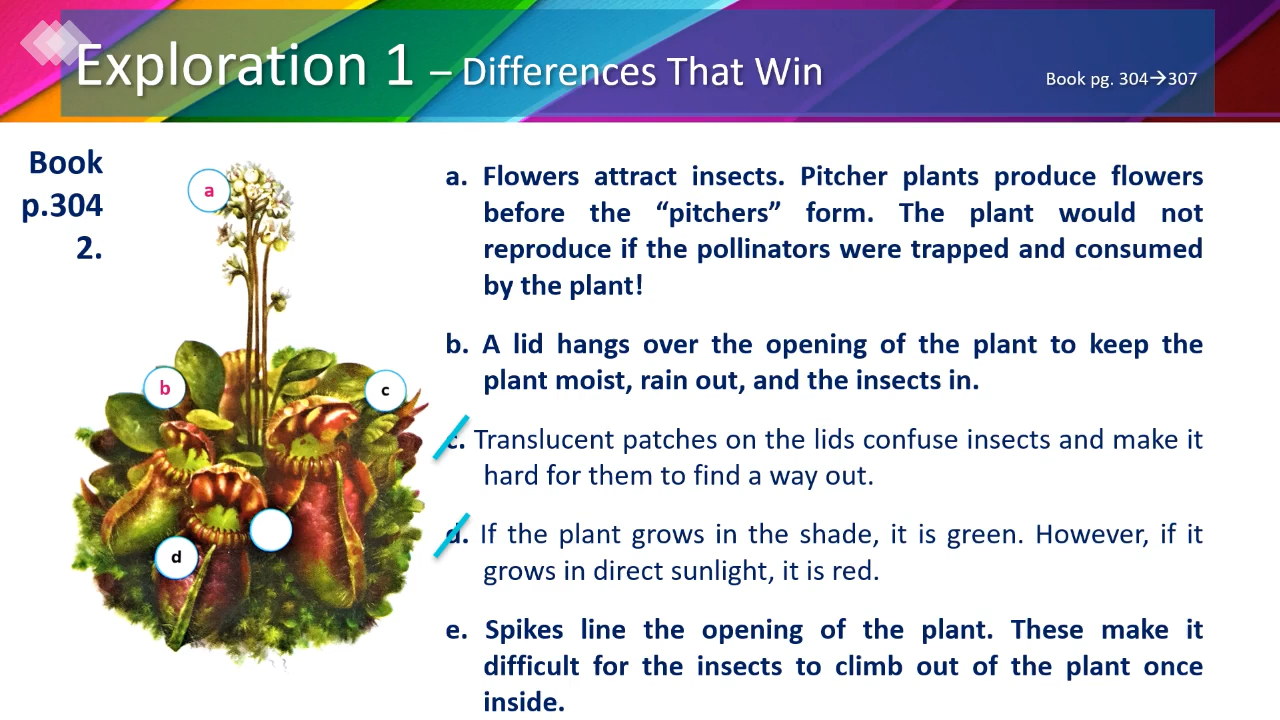 Exploration 1 – Differences That Win
Book pg. 304→307
Book
p.304
2.
a
b
c
d
a. Flowers attract insects. Pitcher plants produce flowers
before the “pitchers” form. The plant would not
reproduce if the pollinators were trapped and consumed
by the plant!
b. A lid hangs over the opening of the plant to keep the
plant moist, rain out, and the insects in.
c. Translucent patches on the lids confuse insects and make it
hard for them to find a way out.
d. If the plant grows in the shade, it is green. However, if it
grows in direct sunlight, it is red.
e. Spikes line the opening of the plant. These make it
difficult for the insects to climb out of the plant once
inside.